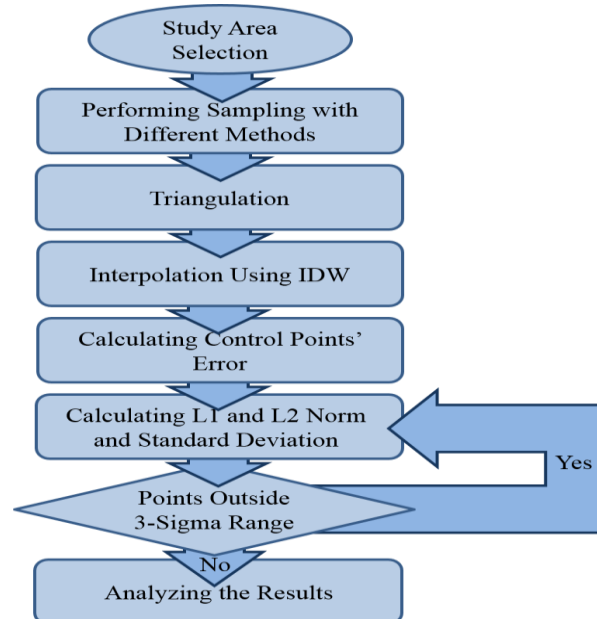 Study Area
Selection
Performing Sampling with
Different Methods
Triangulation
Interpolation Using IDW
Calculating Control Points’
Error
Calculating L1 and L2 Norm
and Standard Deviation
Yes
Points Outside
3-Sigma Range
No
Analyzing the Results